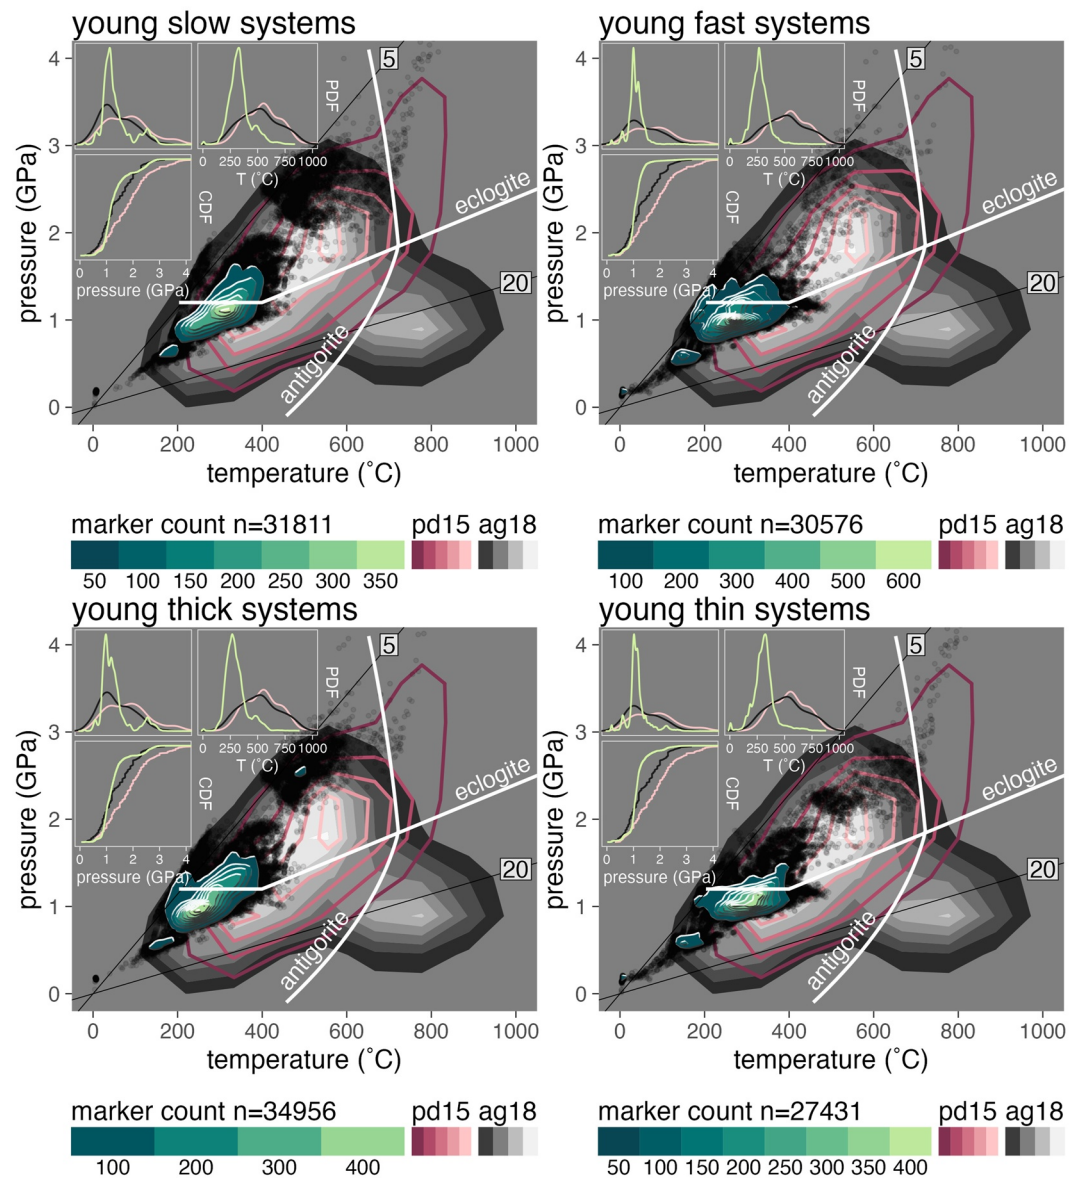 young slow systems
young fast systems
pressure (GPa)
4
3
2
1
0
PDF
0 250 500 750 1000
T (˚C)
CDF
0 1 2 3 4
pressure (GPa)
5
eclogite
20
antigorite
0 200 400 600 800 1000
temperature (˚C)
pressure (GPa)
4
3
2
1
0
PDF
0 250 500 750 1000
T (˚C)
CDF
0 1 2 3 4
pressure (GPa)
5
eclogite
20
antigorite
0 200 400 600 800 1000
temperature (˚C)
marker count n=31811 pd15 ag18
50 100 150 200 250 300 350
marker count n=30576 pd15 ag18
100 200 300 400 500 600
young thick systems
young thin systems
pressure (GPa)
4
3
2
1
0
PDF
0 250 500 750 1000
T (˚C)
CDF
0 1 2 3 4
pressure (GPa)
5
eclogite
20
antigorite
0 200 400 600 800 1000
temperature (˚C)
pressure (GPa)
4
3
2
1
0
PDF
0 250 500 750 1000
T (˚C)
CDF
0 1 2 3 4
pressure (GPa)
5
eclogite
20
antigorite
0 200 400 600 800 1000
temperature (˚C)
marker count n=34956 pd15 ag18
100 200 300 400
marker count n=27431 pd15 ag18
50 100 150 200 250 300 350 400